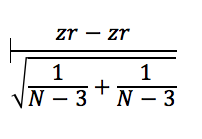 zr − zr
√(1/(N − 3) + 1/(N − 3))